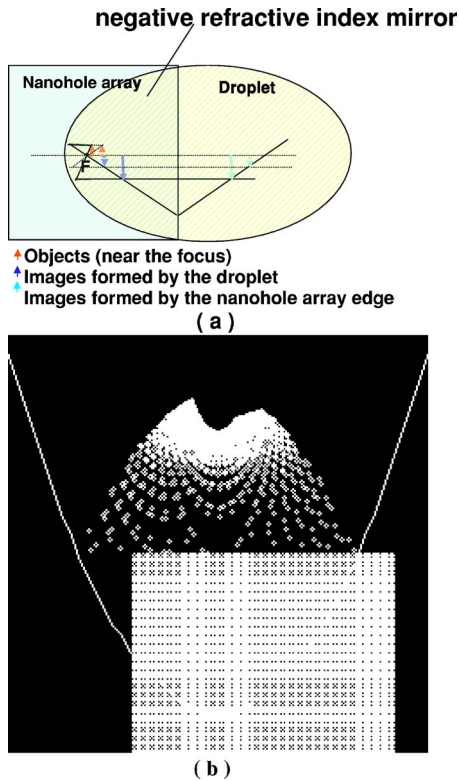 negative refractive index mirror
Nanohole array
Droplet
F
Objects (near the focus)
Images formed by the droplet
Images formed by the nanohole array edge
( a )
( b )